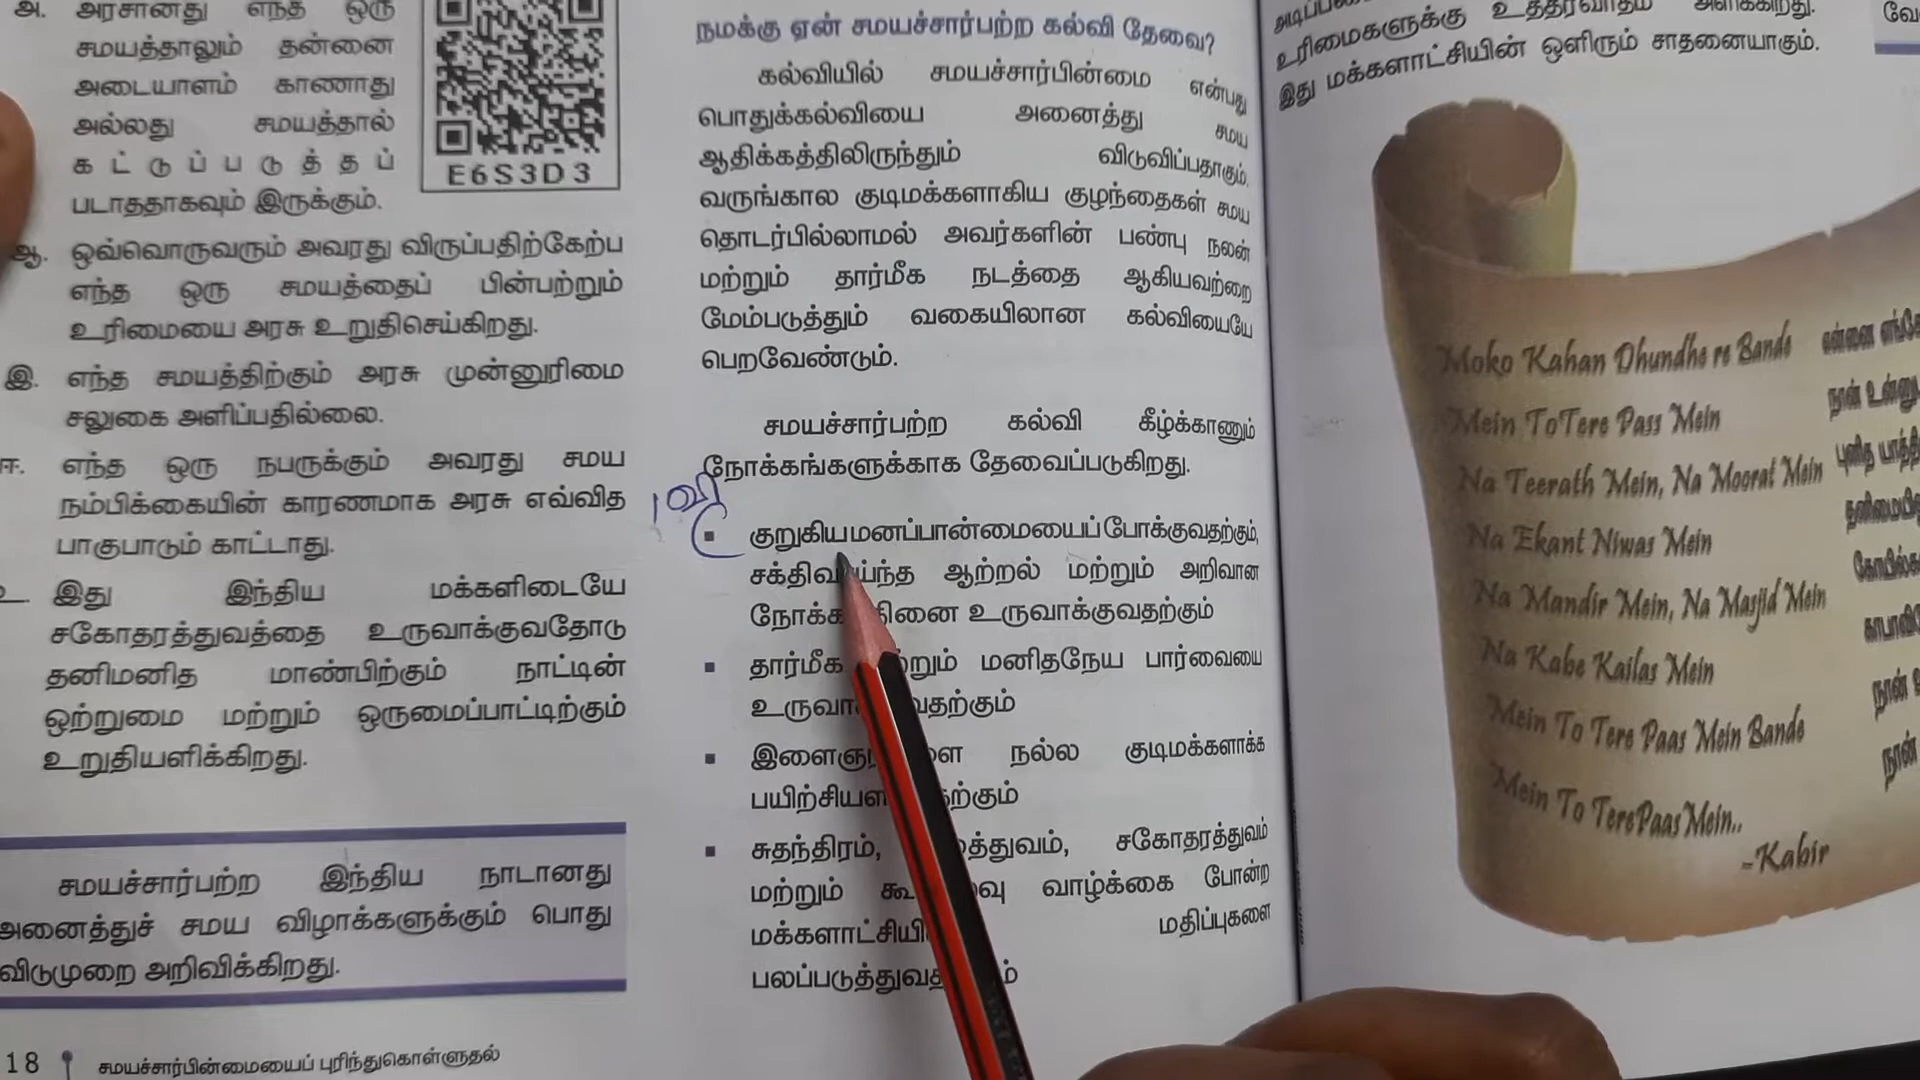 அ. அரசானது எந்த ஒரு
சமயத்தாலும் தன்னை
அடையாளம் காணாது
அல்லது சமயத்தால்
கட்டுப்படுத்தப்
படாததாகவும் இருக்கும்.
E6S3D3
ஆ. ஒவ்வொருவரும் அவரது விருப்பதிற்கேற்ப
எந்த ஒரு சமயத்தைப் பின்பற்றும்
உரிமையை அரசு உறுதிசெய்கிறது.
இ. எந்த சமயத்திற்கும் அரசு முன்னுரிமை
சலுகை அளிப்பதில்லை.
ஈ. எந்த ஒரு நபருக்கும் அவரது சமய
நம்பிக்கையின் காரணமாக அரசு எவ்வித
பாகுபாடும் காட்டாது.
உ. இது இந்திய மக்களிடையே
சகோதரத்துவத்தை உருவாக்குவதோடு
தனிமனித மாண்பிற்கும் நாட்டின்
ஒற்றுமை மற்றும் ஒருமைப்பாட்டிற்கும்
உறுதியளிக்கிறது.
சமயச்சார்பற்ற இந்திய நாடானது
அனைத்துச் சமய விழாக்களுக்கும் பொது
விடுமுறை அறிவிக்கிறது.
18 சமயச்சார்பின்மையைப் புரிந்துகொள்ளுதல்
நமக்கு ஏன் சமயச்சார்பற்ற கல்வி தேவை?
கல்வியில் சமயச்சார்பின்மை என்பது
பொதுக்கல்வியை அனைத்து சமய
ஆதிக்கத்திலிருந்தும் விடுவிப்பதாகும்.
வருங்கால குடிமக்களாகிய குழந்தைகள் சமய
தொடர்பில்லாமல் அவர்களின் பண்பு நலன்
மற்றும் தார்மீக நடத்தை ஆகியவற்றை
மேம்படுத்தும் வகையிலான கல்வியையே
பெறவேண்டும்.
சமயச்சார்பற்ற கல்வி கீழ்க்காணும்
நோக்கங்களுக்காக தேவைப்படுகிறது.
▪ குறுகியமனப்பான்மையைப்போக்குவதற்கும்,
சக்திவாய்ந்த ஆற்றல் மற்றும் அறிவான
நோக்கத்தினை உருவாக்குவதற்கும்
▪ தார்மீக மற்றும் மனிதநேய பார்வையை
உருவாக்குவதற்கும்
▪ இளைஞர்களை நல்ல குடிமக்களாக்க
பயிற்சியளிப்பதற்கும்
▪ சுதந்திரம், சமத்துவம், சகோதரத்துவம்
மற்றும் கூட்டுறவு வாழ்க்கை போன்ற
மக்களாட்சியின் மதிப்புகளை
பலப்படுத்துவதற்கும்
உரிமைகளுக்கு உத்தரவாதம் அளிக்கிறது.
இது மக்களாட்சியின் ஒளிரும் சாதனையாகும்.
Moko Kahan Dhundhe re Bande
Mein ToTere Pass Mein
Na Teerath Mein, Na Moorat Mein
Na Ekant Niwas Mein
Na Mandir Mein, Na Masjid Mein
Na Kabe Kailas Mein
Mein To Tere Paas Mein Bande
Mein To TerePaasMein..
-Kabir